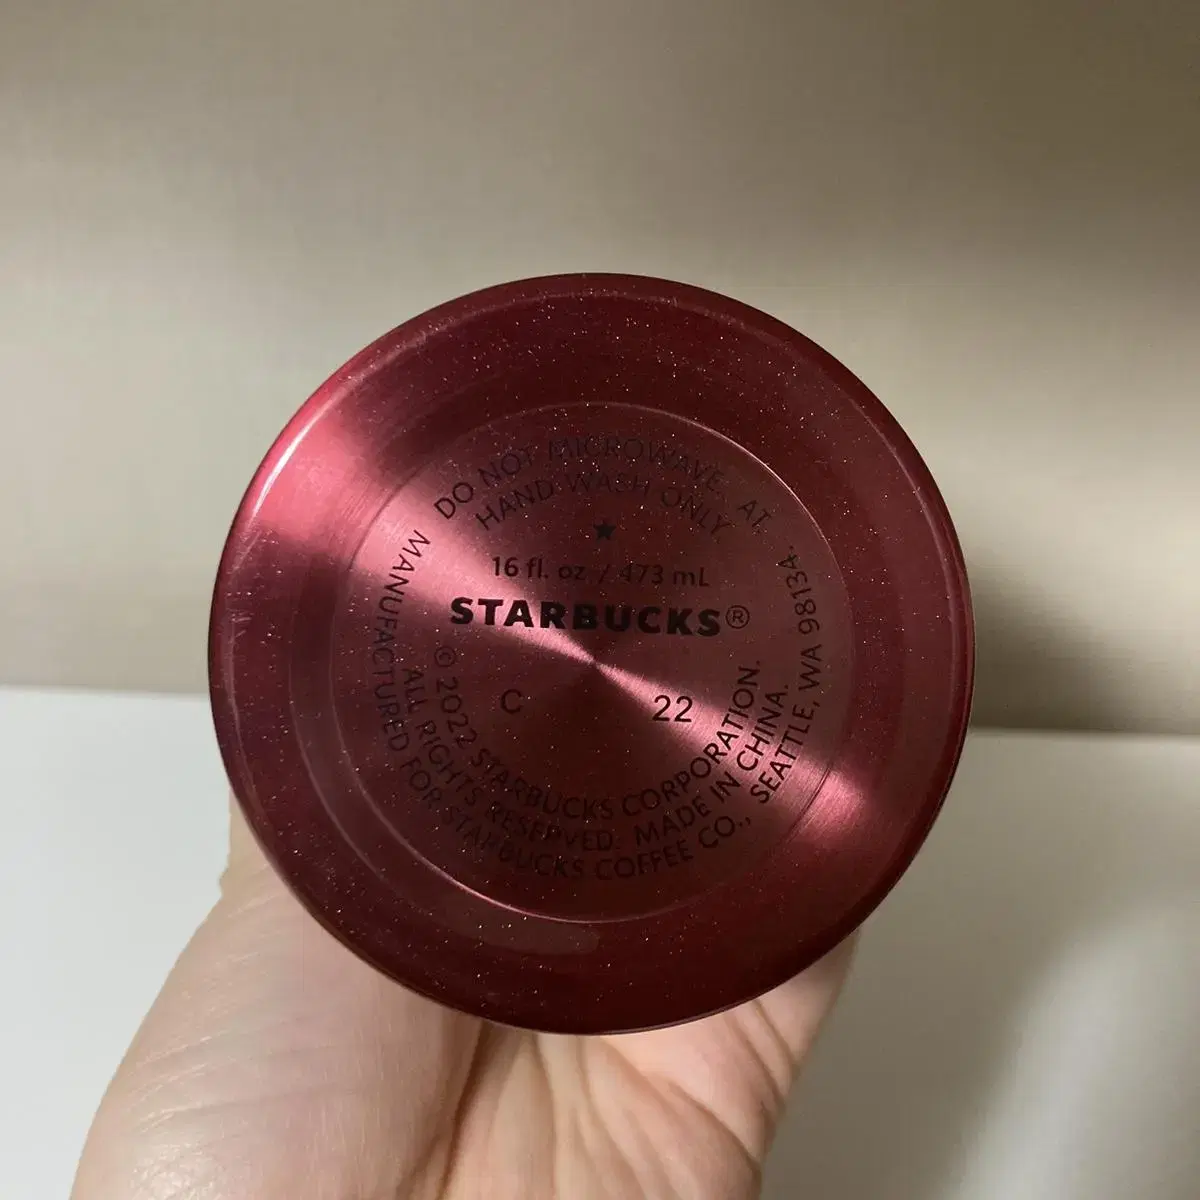 DO NOT MICROWAVE. AT
HAND WASH ONLY
★
16 fl. oz / 473 mL
STARBUCKS®
C 22
© 2022 STARBUCKS CORPORATION.
ALL RIGHTS RESERVED. MADE IN CHINA.
MANUFACTURED FOR STARBUCKS COFFEE CO., SEATTLE, WA 98134.